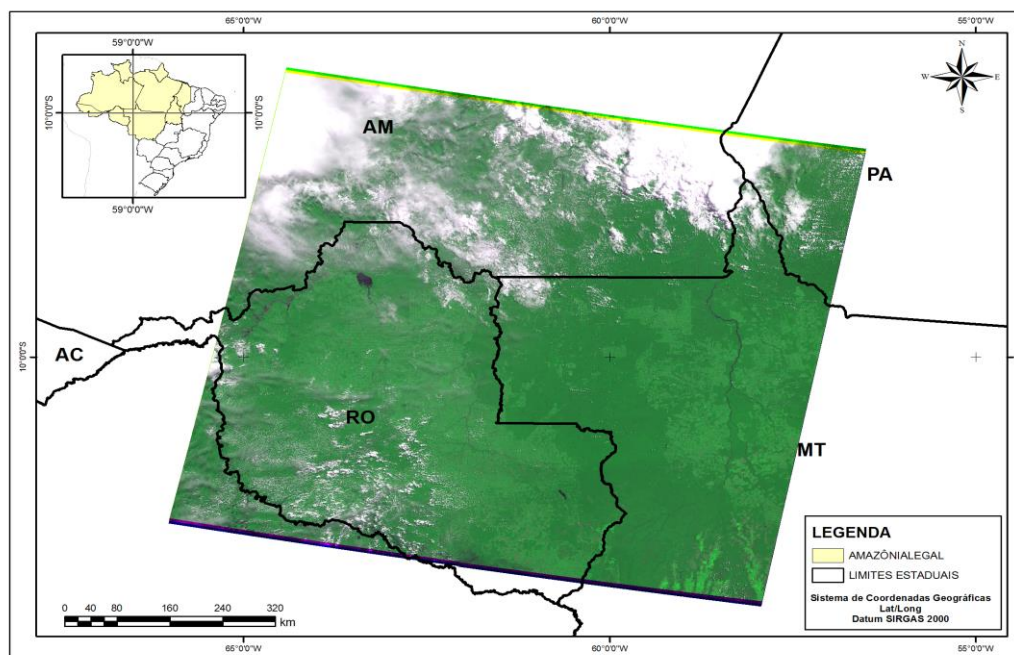 65°0'0"W 60°0'0"W 55°0'0"W
59°0'0"W
10°0'0"S 10°0'0"S
59°0'0"W
N
W E
S
AM
PA
10°0'0"S 10°0'0"S
AC
RO
MT
LEGENDA
AMAZÔNIALEGAL
LIMITES ESTADUAIS
Sistema de Coordenadas Geográficas
Lat/Long
Datum SIRGAS 2000
0 40 80 160 240 320
km
65°0'0"W 60°0'0"W 55°0'0"W